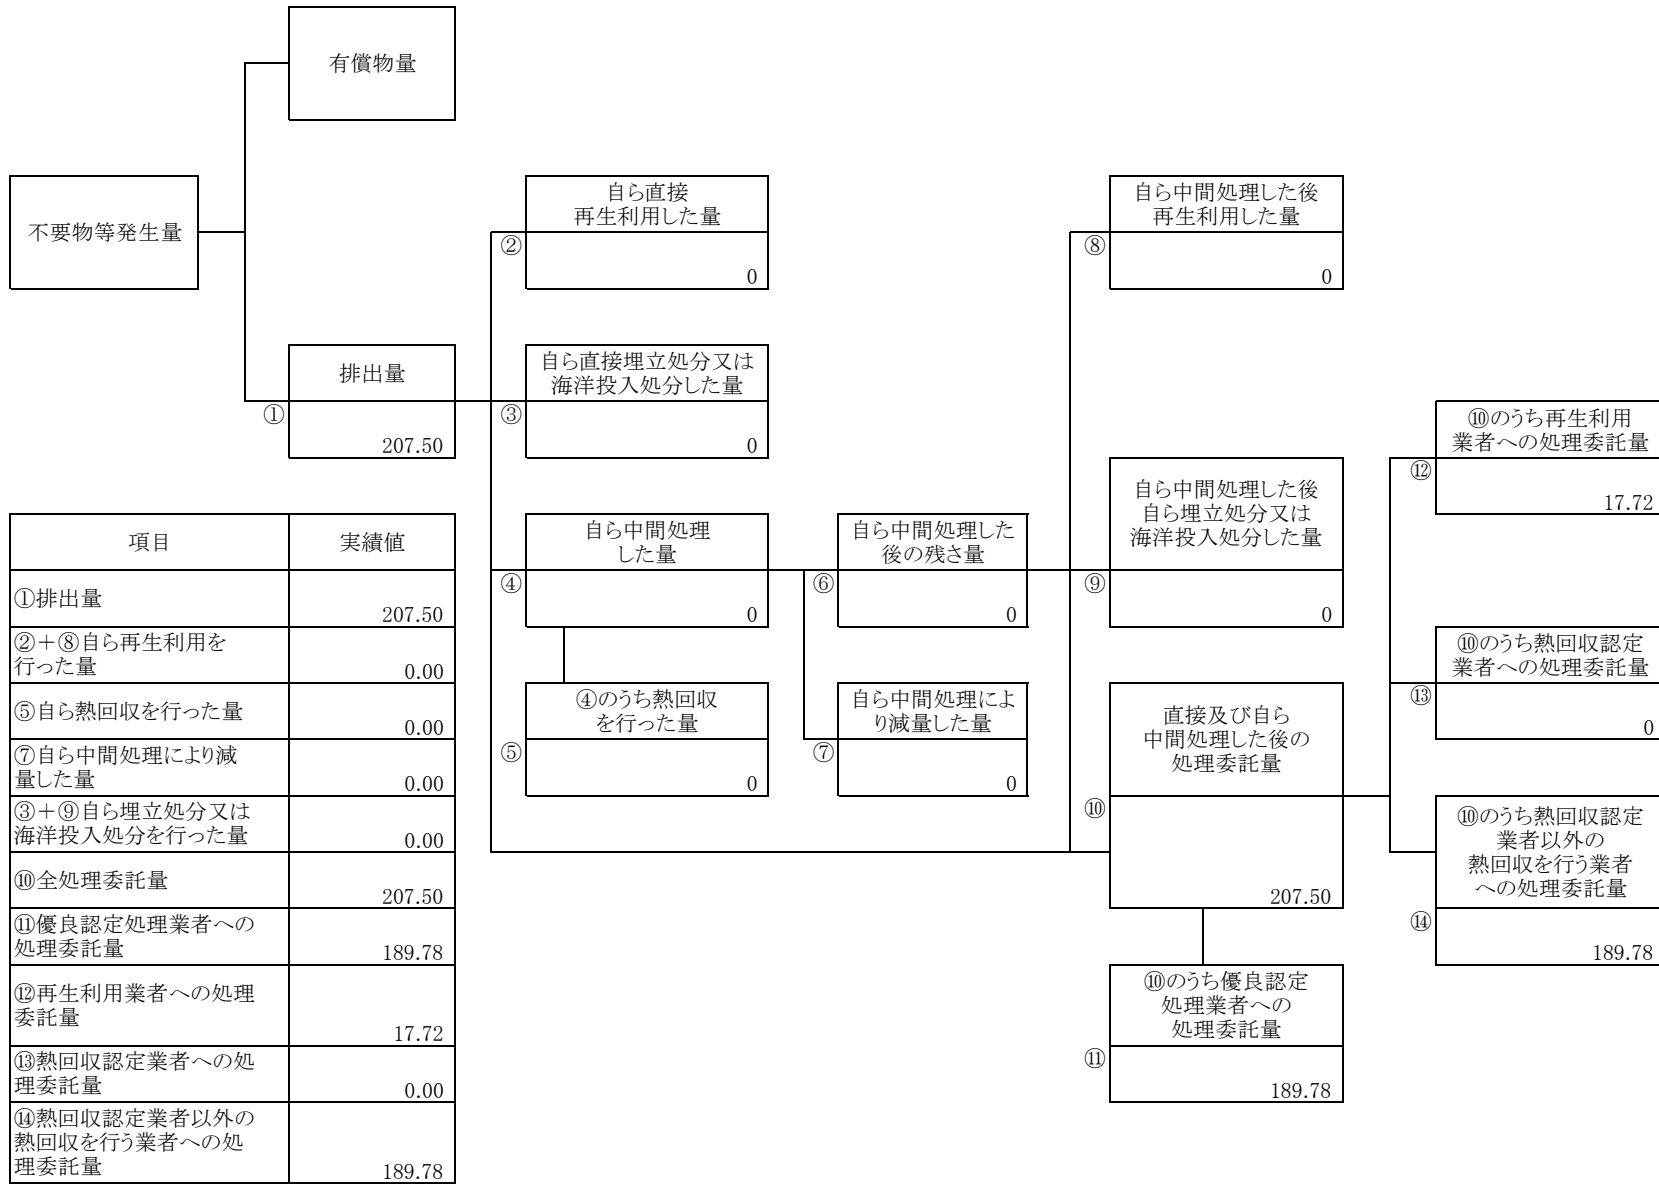 有償物量
不要物等発生量
自ら直接
再生利用した量
②
0
自ら中間処理した後
再生利用した量
⑧
0
排出量
①
207.50
自ら直接埋立処分又は
海洋投入処分した量
③
0
⑩のうち再生利用
業者への処理委託量
⑫
17.72
自ら中間処理
した量
④
0
自ら中間処理した
後の残さ量
⑥
0
自ら中間処理した後
自ら埋立処分又は
海洋投入処分した量
⑨
0
⑩のうち熱回収認定
業者への処理委託量
⑬
0
④のうち熱回収
を行った量
⑤
0
自ら中間処理によ
り減量した量
⑦
0
直接及び自ら
中間処理した後の
処理委託量
⑩
207.50
⑩のうち熱回収認定
業者以外の
熱回収を行う業者
への処理委託量
⑭
189.78
⑩のうち優良認定
処理業者への
処理委託量
⑪
189.78
項目 実績値
①排出量
207.50
②＋⑧自ら再生利用を
行った量
0.00
⑤自ら熱回収を行った量
0.00
⑦自ら中間処理により減
量した量
0.00
③＋⑨自ら埋立処分又は
海洋投入処分を行った量
0.00
⑩全処理委託量
207.50
⑪優良認定処理業者への
処理委託量
189.78
⑫再生利用業者への処理
委託量
17.72
⑬熱回収認定業者への処
理委託量
0.00
⑭熱回収認定業者以外の
熱回収を行う業者への処
理委託量
189.78